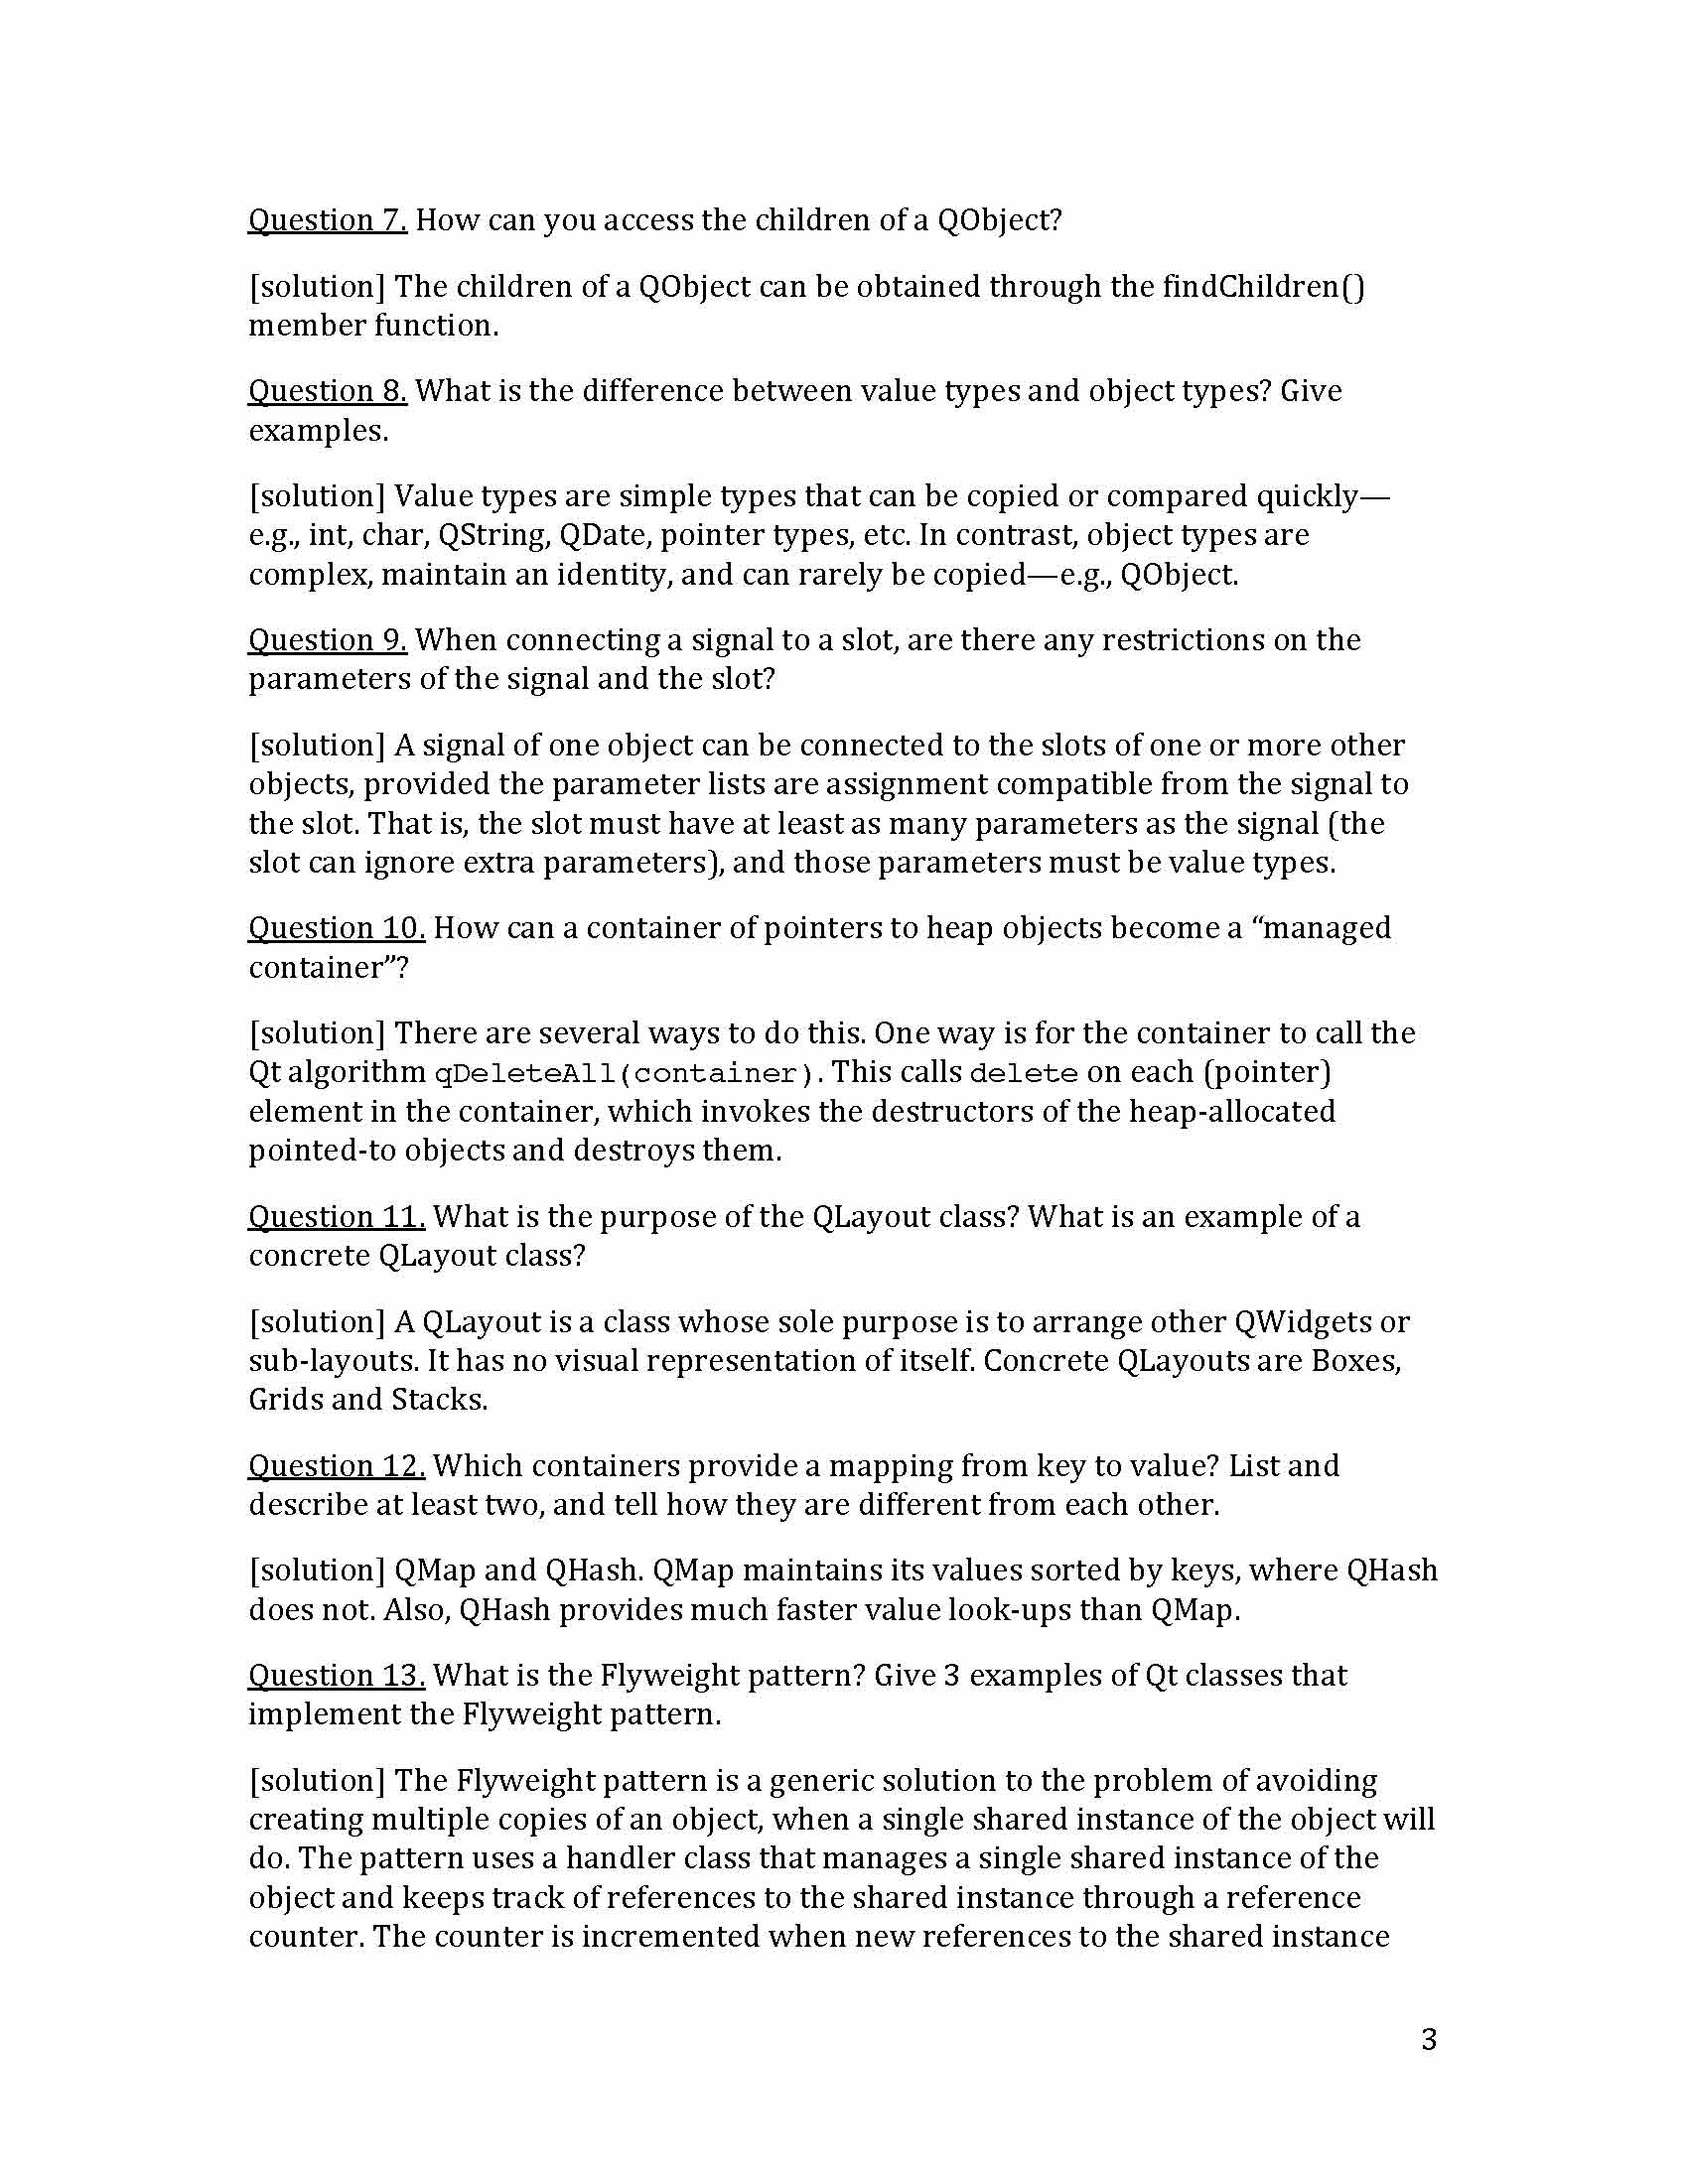 Question 7. How can you access the children of a QObject?
[solution] The children of a QObject can be obtained through the findChildren()
member function.
Question 8. What is the difference between value types and object types? Give
examples.
[solution] Value types are simple types that can be copied or compared quickly—
e.g., int, char, QString, QDate, pointer types, etc. In contrast, object types are
complex, maintain an identity, and can rarely be copied—e.g., QObject.
Question 9. When connecting a signal to a slot, are there any restrictions on the
parameters of the signal and the slot?
[solution] A signal of one object can be connected to the slots of one or more other
objects, provided the parameter lists are assignment compatible from the signal to
the slot. That is, the slot must have at least as many parameters as the signal (the
slot can ignore extra parameters), and those parameters must be value types.
Question 10. How can a container of pointers to heap objects become a “managed
container”?
[solution] There are several ways to do this. One way is for the container to call the
Qt algorithm qDeleteAll(container). This calls delete on each (pointer)
element in the container, which invokes the destructors of the heap-allocated
pointed-to objects and destroys them.
Question 11. What is the purpose of the QLayout class? What is an example of a
concrete QLayout class?
[solution] A QLayout is a class whose sole purpose is to arrange other QWidgets or
sub-layouts. It has no visual representation of itself. Concrete QLayouts are Boxes,
Grids and Stacks.
Question 12. Which containers provide a mapping from key to value? List and
describe at least two, and tell how they are different from each other.
[solution] QMap and QHash. QMap maintains its values sorted by keys, where QHash
does not. Also, QHash provides much faster value look-ups than QMap.
Question 13. What is the Flyweight pattern? Give 3 examples of Qt classes that
implement the Flyweight pattern.
[solution] The Flyweight pattern is a generic solution to the problem of avoiding
creating multiple copies of an object, when a single shared instance of the object will
do. The pattern uses a handler class that manages a single shared instance of the
object and keeps track of references to the shared instance through a reference
counter. The counter is incremented when new references to the shared instance
3